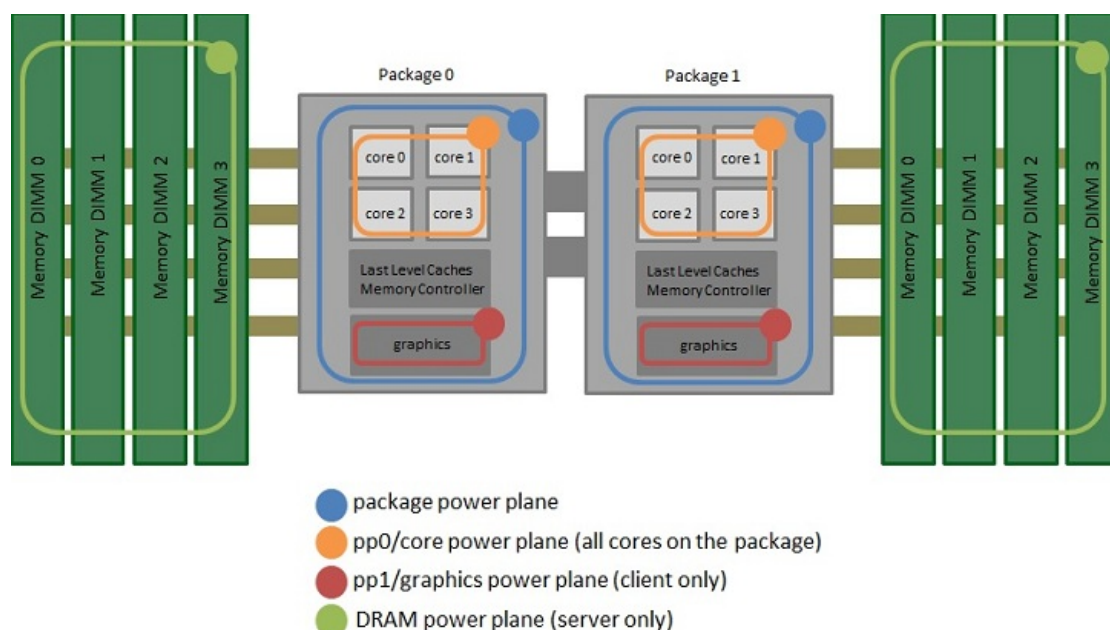 Package 0
Package 1
Memory DIMM 0
Memory DIMM 1
Memory DIMM 2
Memory DIMM 3
core 0
core 1
core 2
core 3
Last Level Caches
Memory Controller
graphics
core 0
core 1
core 2
core 3
Last Level Caches
Memory Controller
graphics
Memory DIMM 0
Memory DIMM 1
Memory DIMM 2
Memory DIMM 3
package power plane
pp0/core power plane (all cores on the package)
pp1/graphics power plane (client only)
DRAM power plane (server only)